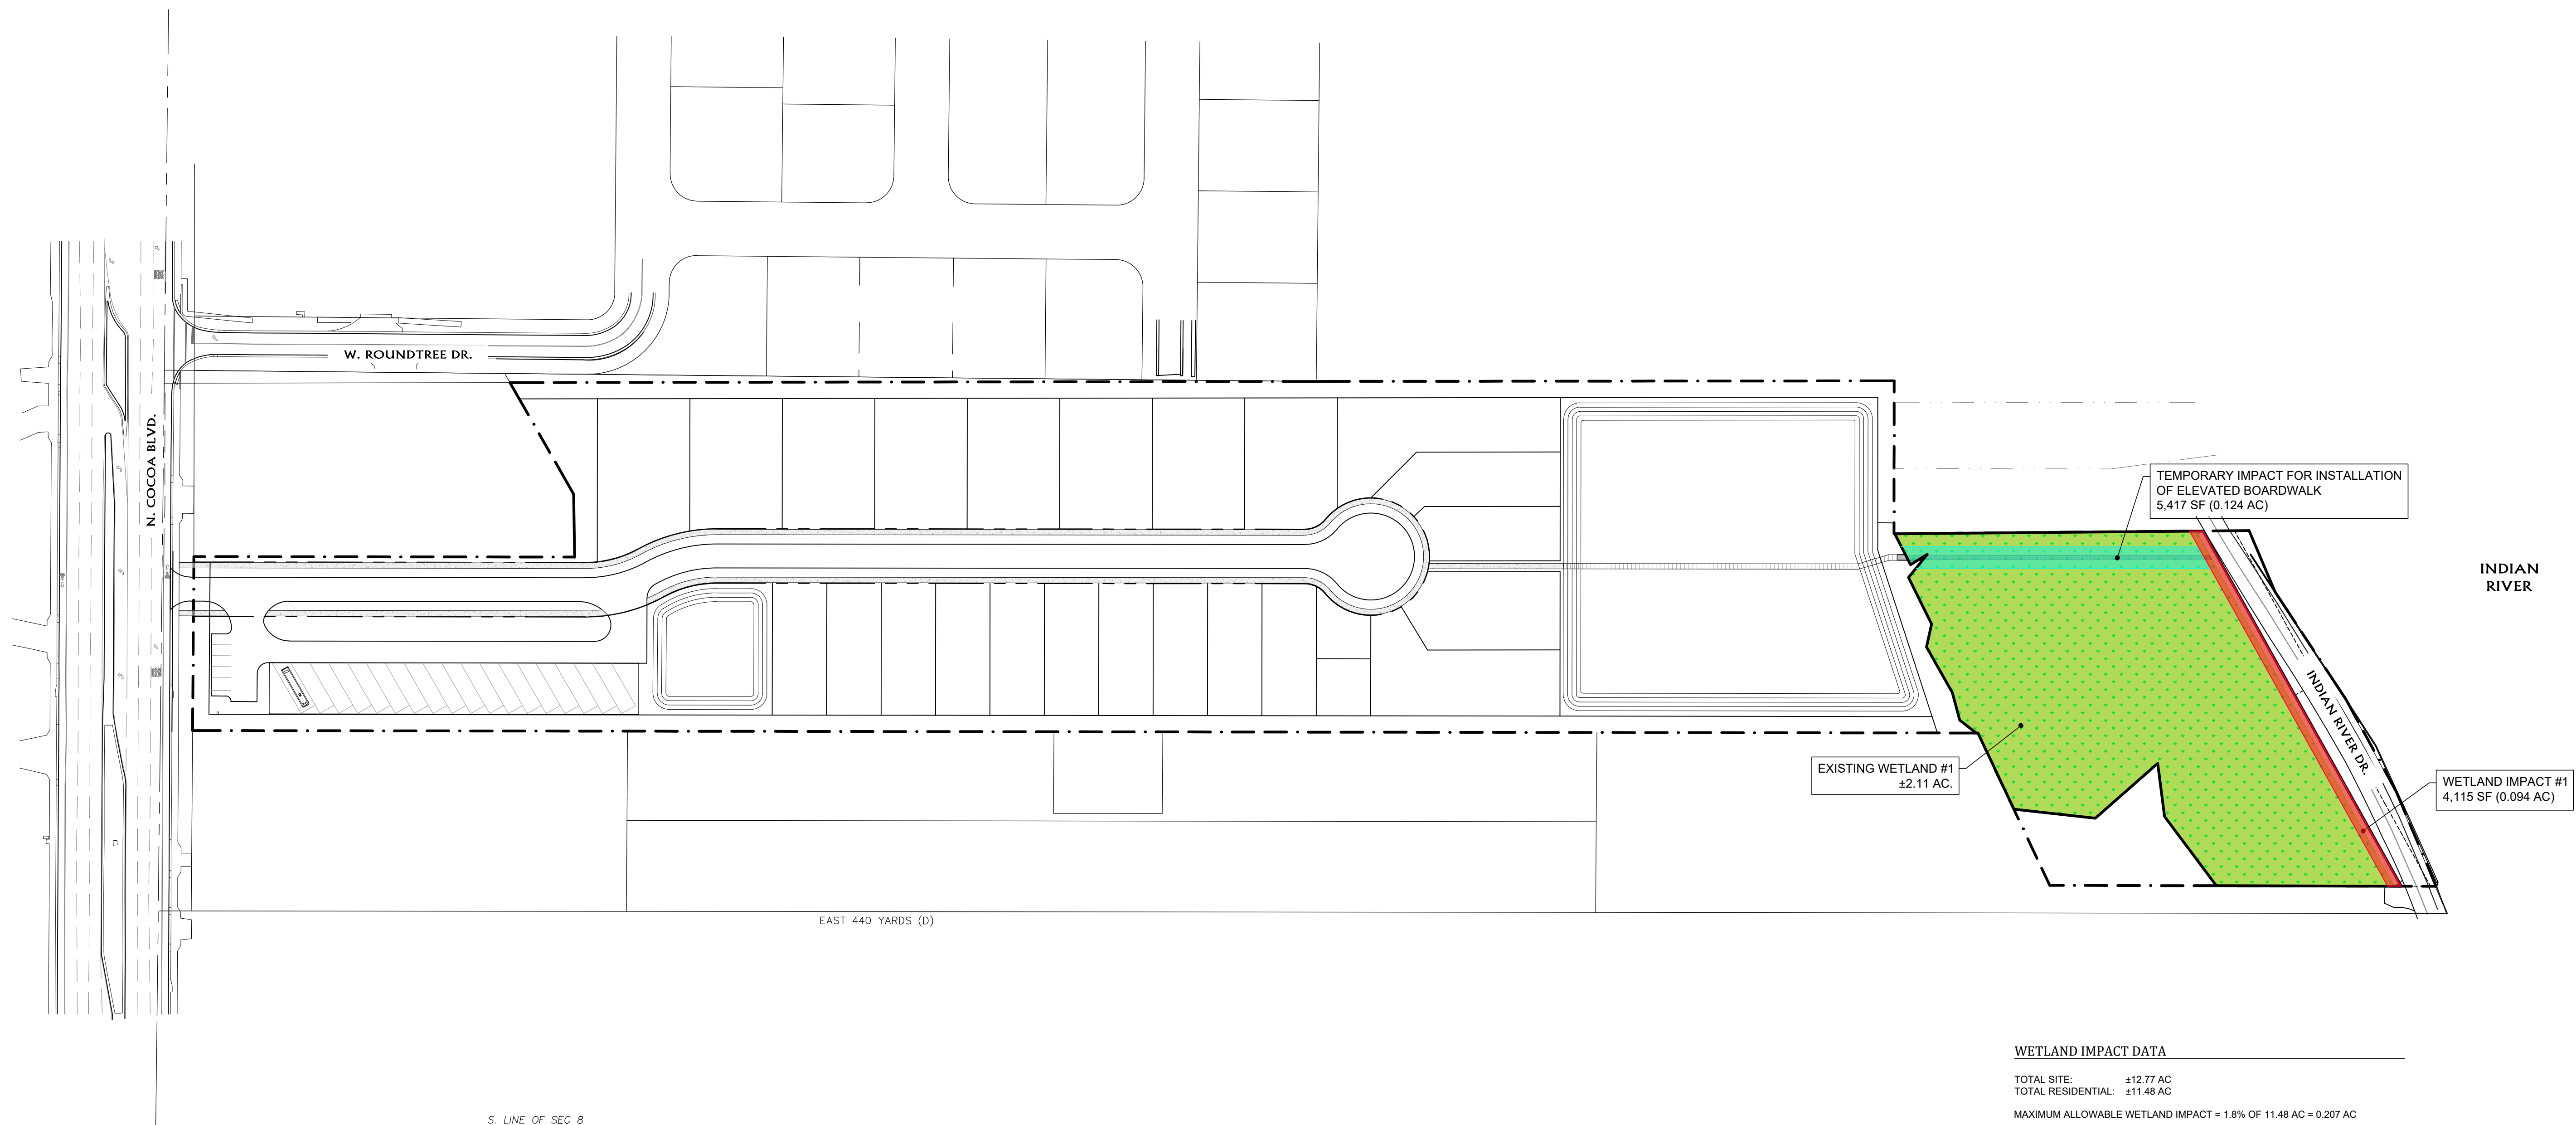 W. ROUNDTREE DR.
N. COCOA BLVD.
TEMPORARY IMPACT FOR INSTALLATION
OF ELEVATED BOARDWALK
5,417 SF (0.124 AC)
INDIAN
RIVER
INDIAN RIVER DR.
EXISTING WETLAND #1
±2.11 AC.
WETLAND IMPACT #1
4,115 SF (0.094 AC)
EAST 440 YARDS (D)
WETLAND IMPACT DATA
TOTAL SITE: ±12.77 AC
TOTAL RESIDENTIAL: ±11.48 AC
MAXIMUM ALLOWABLE WETLAND IMPACT = 1.8% OF 11.48 AC = 0.207 AC
S. LINE OF SEC 8